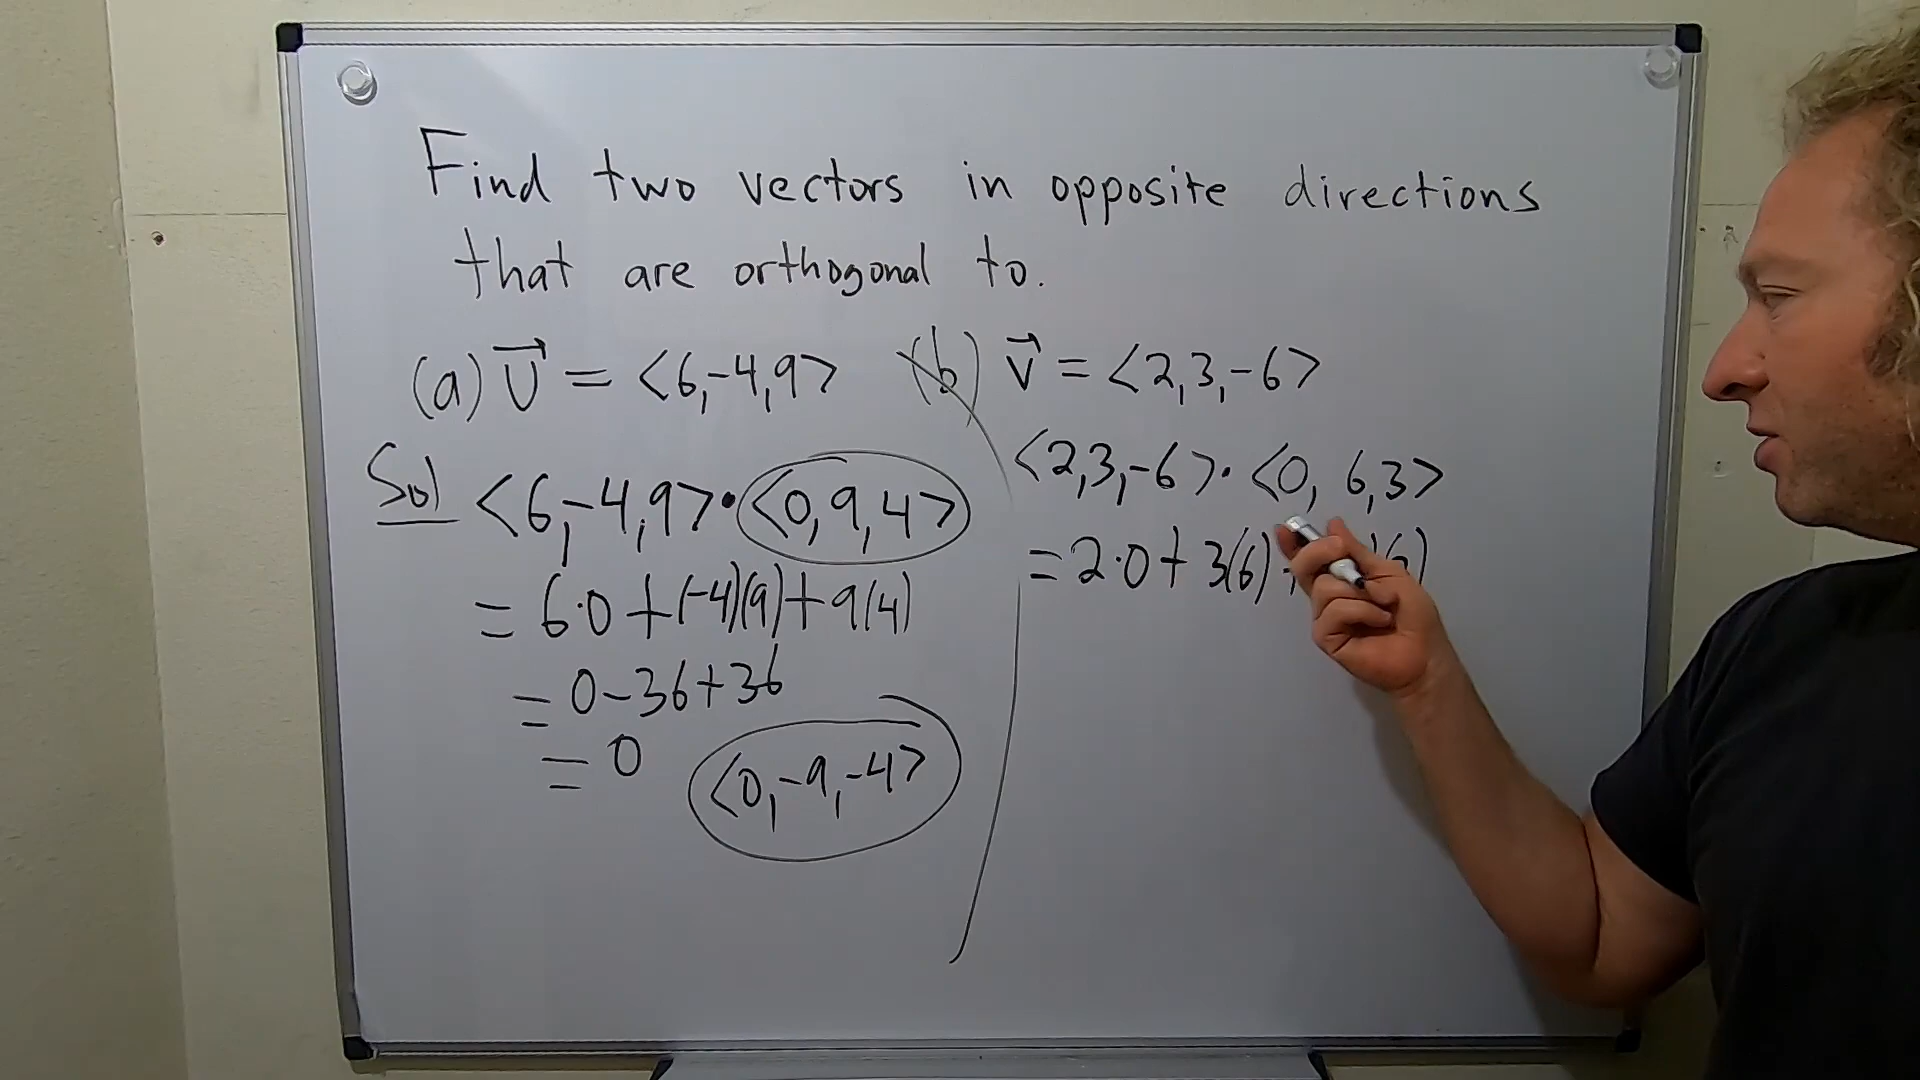 Find two vectors in opposite directions
that are orthogonal to.
(a) U⃗ = <6,-4,9>
Sol <6,-4,9>·<0,9,4>
= 6·0+(-4)(9)+9(4)
= 0-36+36
= 0
<0,-9,-4>
(b) v⃗ = <2,3,-6>
<2,3,-6>·<0, 6,3>
= 2·0+3(6)+